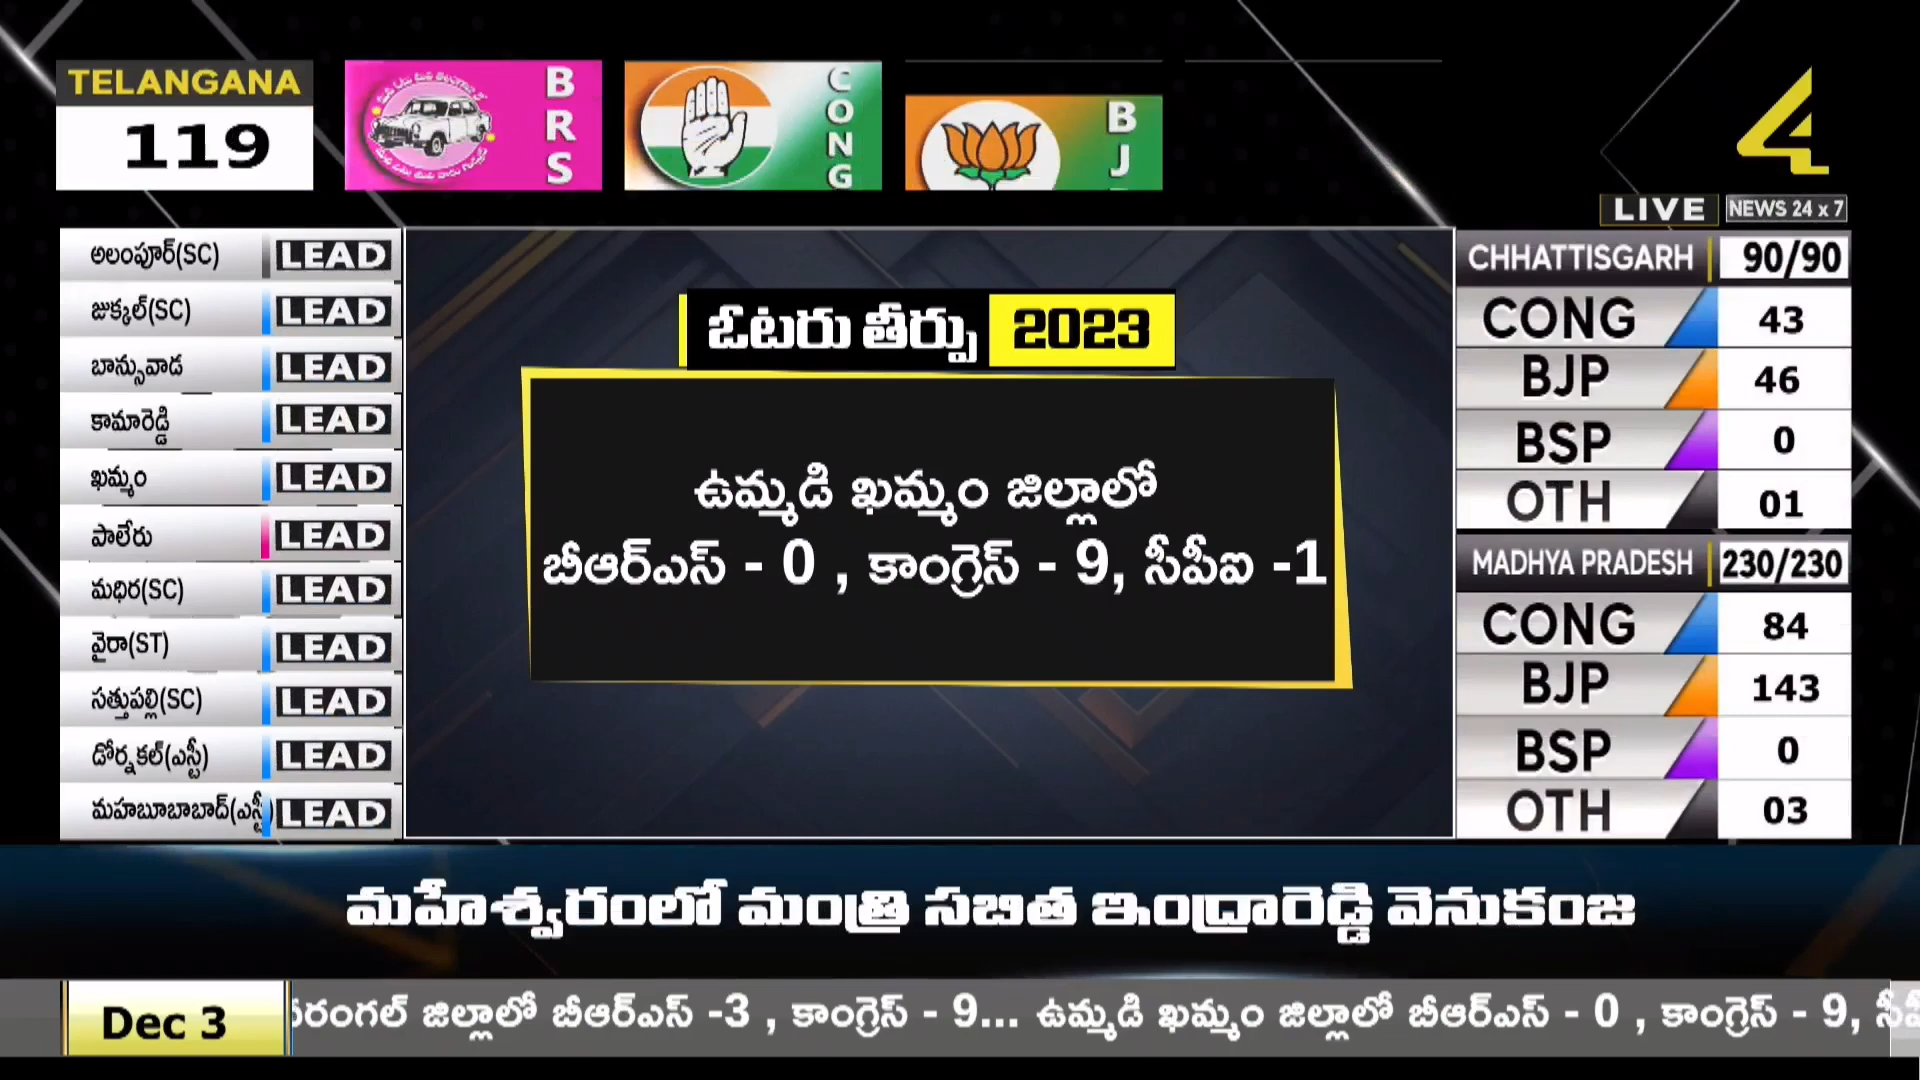 TELANGANA
119
BRS
CONG
BJ
4
LIVE NEWS 24 x 7
అలంపూర్(SC) LEAD
జుక్కల్(SC) LEAD
బాన్సువాడ LEAD
కామారెడ్డి LEAD
ఖమ్మం LEAD
పాలేరు LEAD
మధిర(SC) LEAD
వైరా(ST) LEAD
సత్తుపల్లి(SC) LEAD
డోర్నకల్(ఎస్టీ) LEAD
మహబూబాబాద్(ఎస్టీ) LEAD
ఓటరు తీర్పు 2023
ఉమ్మడి ఖమ్మం జిల్లాలో
బీఆర్ఎస్ - 0 , కాంగ్రెస్ - 9, సీపీఐ -1
CHHATTISGARH 90/90
CONG 43
BJP 46
BSP 0
OTH 01
MADHYA PRADESH 230/230
CONG 84
BJP 143
BSP 0
OTH 03
మహేశ్వరంలో మంత్రి సబిత ఇంద్రారెడ్డి వెనుకంజ
Dec 3 వరంగల్ జిల్లాలో బీఆర్ఎస్ -3 , కాంగ్రెస్ - 9... ఉమ్మడి ఖమ్మం జిల్లాలో బీఆర్ఎస్ - 0 , కాంగ్రెస్ - 9,